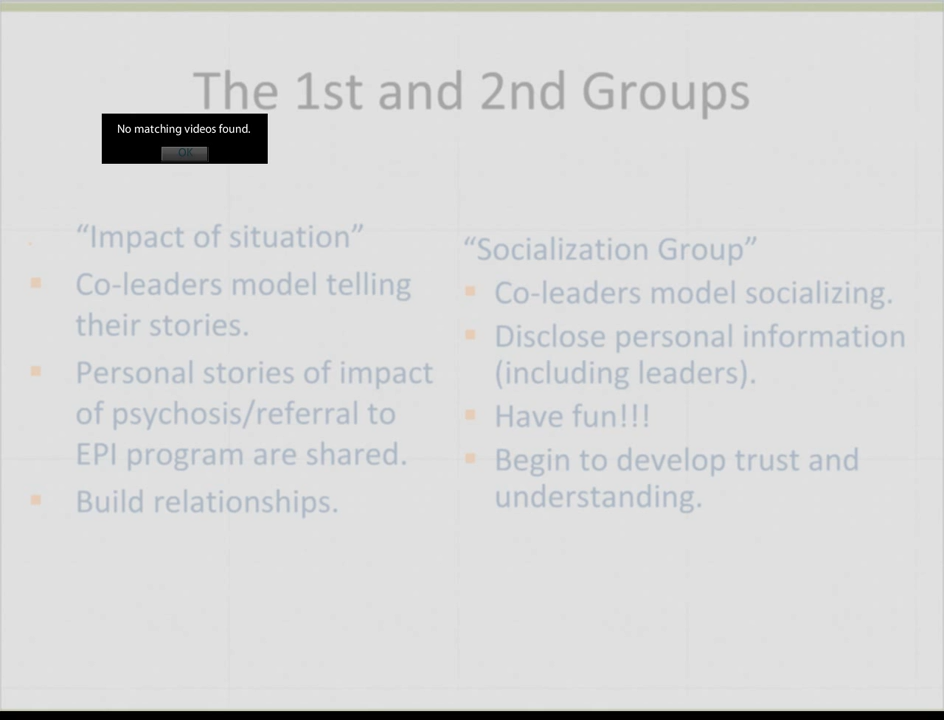 The 1st and 2nd Groups
No matching videos found.
OK
“Impact of situation”
Co-leaders model telling
their stories.
Personal stories of impact
of psychosis/referral to
EPI program are shared.
Build relationships.
“Socialization Group”
Co-leaders model socializing.
Disclose personal information
(including leaders).
Have fun!!!
Begin to develop trust and
understanding.